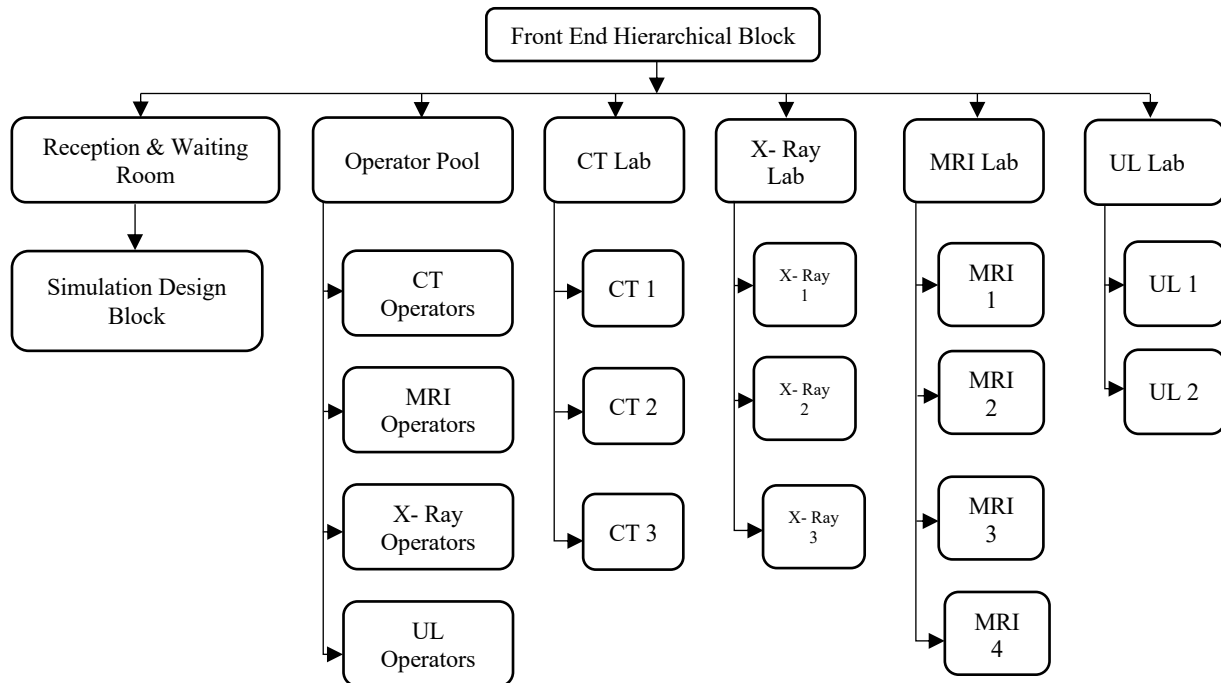 Front End Hierarchical Block
Reception & Waiting
Room
Operator Pool
CT Lab
X- Ray
Lab
MRI Lab
UL Lab
Simulation Design
Block
CT
Operators
MRI
Operators
X- Ray
Operators
UL
Operators
CT 1
CT 2
CT 3
X- Ray
1
X- Ray
2
X- Ray
3
MRI
1
MRI
2
MRI
3
MRI
4
UL 1
UL 2